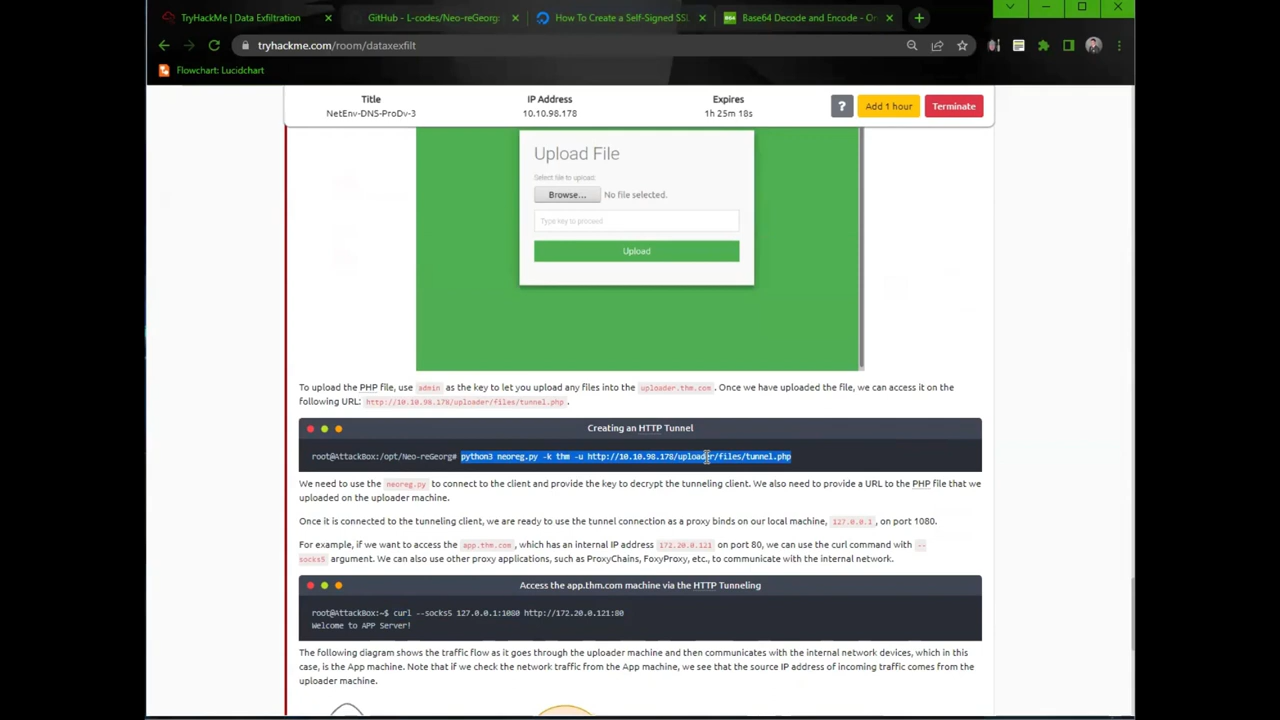 TryHackMe | Data Exfiltration
GitHub - L-codes/Neo-reGeorg:
How To Create a Self-Signed SSL
Base64 Decode and Encode - On
tryhackme.com/room/dataxexfilt
Flowchart: Lucidchart
Title
IP Address
Expires
NetEnv-DNS-ProDv-3
10.10.98.178
1h 25m 18s
?
Add 1 hour
Terminate
Upload File
Select file to upload:
Browse... No file selected.
Type key to proceed
Upload
To upload the PHP file, use admin as the key to let you upload any files into the uploader.thm.com . Once we have uploaded the file, we can access it on the
following URL: http://10.10.98.178/uploader/files/tunnel.php .
Creating an HTTP Tunnel
root@AttackBox:/opt/Neo-reGeorg# python3 neoreg.py -k thm -u http://10.10.98.178/uploader/files/tunnel.php
We need to use the neoreg.py to connect to the client and provide the key to decrypt the tunneling client. We also need to provide a URL to the PHP file that we
uploaded on the uploader machine.
Once it is connected to the tunneling client, we are ready to use the tunnel connection as a proxy binds on our local machine, 127.0.0.1 , on port 1080.
For example, if we want to access the app.thm.com , which has an internal IP address 172.20.0.121 on port 80, we can use the curl command with --
socks5 argument. We can also use other proxy applications, such as ProxyChains, FoxyProxy, etc., to communicate with the internal network.
Access the app.thm.com machine via the HTTP Tunneling
root@AttackBox:~$ curl --socks5 127.0.0.1:1080 http://172.20.0.121:80
Welcome to APP Server!
The following diagram shows the traffic flow as it goes through the uploader machine and then communicates with the internal network devices, which in this
case, is the App machine. Note that if we check the network traffic from the App machine, we see that the source IP address of incoming traffic comes from the
uploader machine.